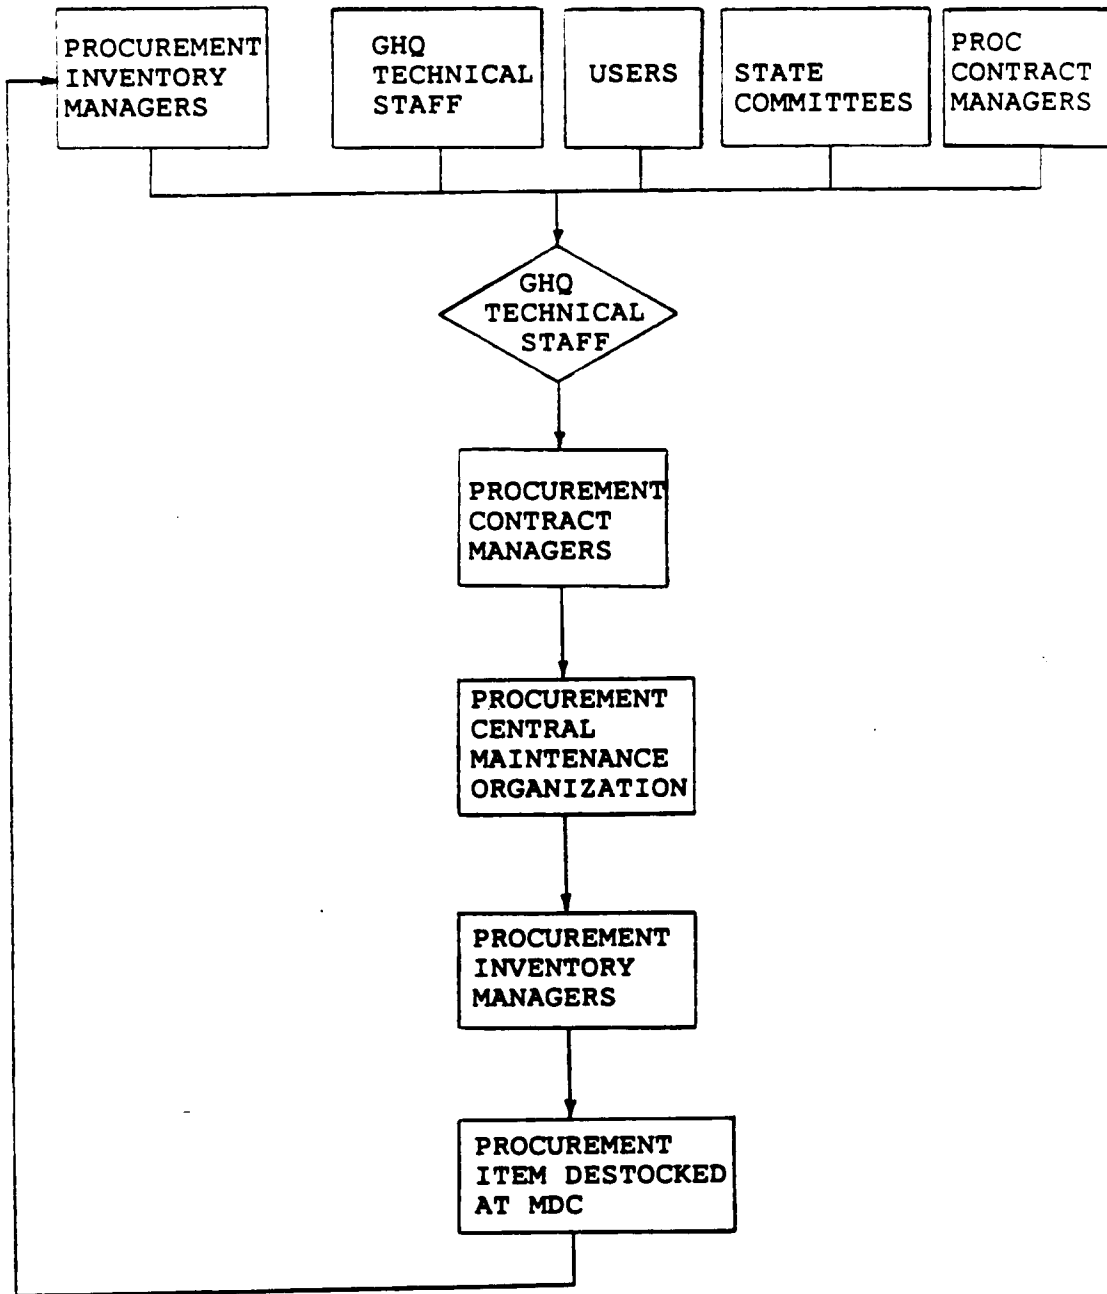 PROCUREMENT
INVENTORY
MANAGERS
GHQ
TECHNICAL
STAFF
USERS
STATE
COMMITTEES
PROC
CONTRACT
MANAGERS
GHQ
TECHNICAL
STAFF
PROCUREMENT
CONTRACT
MANAGERS
PROCUREMENT
CENTRAL
MAINTENANCE
ORGANIZATION
PROCUREMENT
INVENTORY
MANAGERS
PROCUREMENT
ITEM DESTOCKED
AT MDC